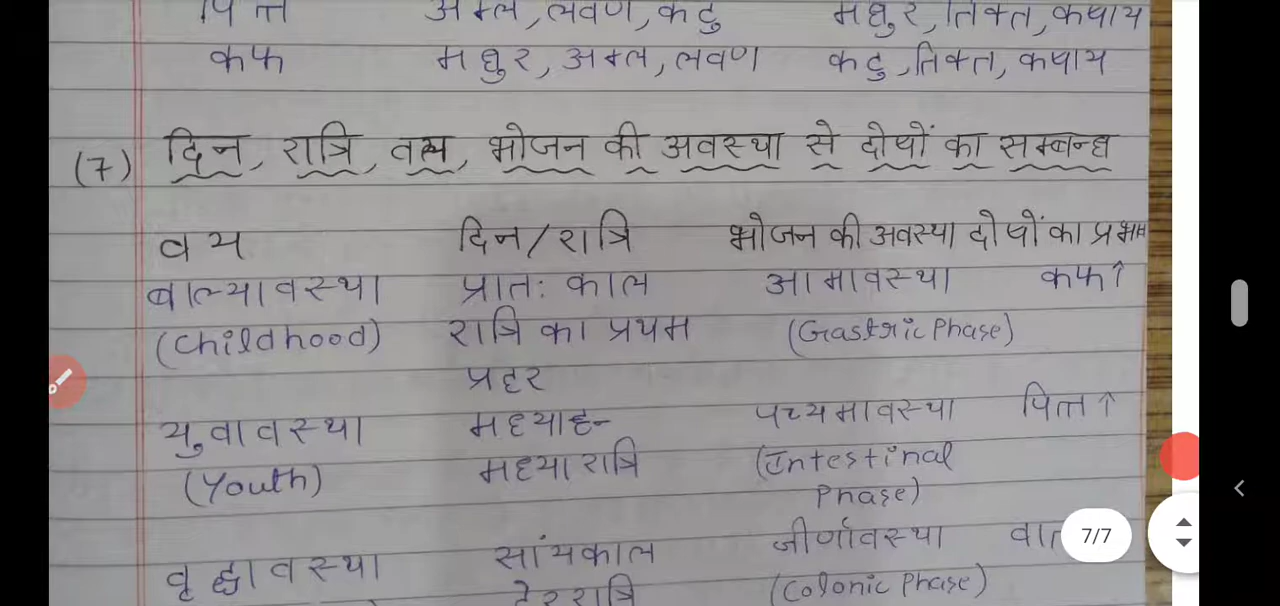 पित्त अम्ल, लवण, कटु मधुर, तिक्त, कषाय
कफ मधुर, अम्ल, लवण कटु, तिक्त, कषाय
(7) दिन, रात्रि, वय, भोजन की अवस्था से दोषों का सम्बन्ध
वय दिन/रात्रि भोजन की अवस्था दोषों का प्रभाव
बाल्यावस्था प्रातः काल आमावस्था कफ↑
(Childhood) रात्रि का प्रथम (Gastric Phase)
प्रहर
युवावस्था मध्याह्न पच्यमावस्था पित्त↑
(Youth) मध्यारात्रि (Intestinal
Phase)
वृद्धावस्था सांयकाल जीर्णावस्था वात
देर रात्रि (Colonic Phase)
7/7